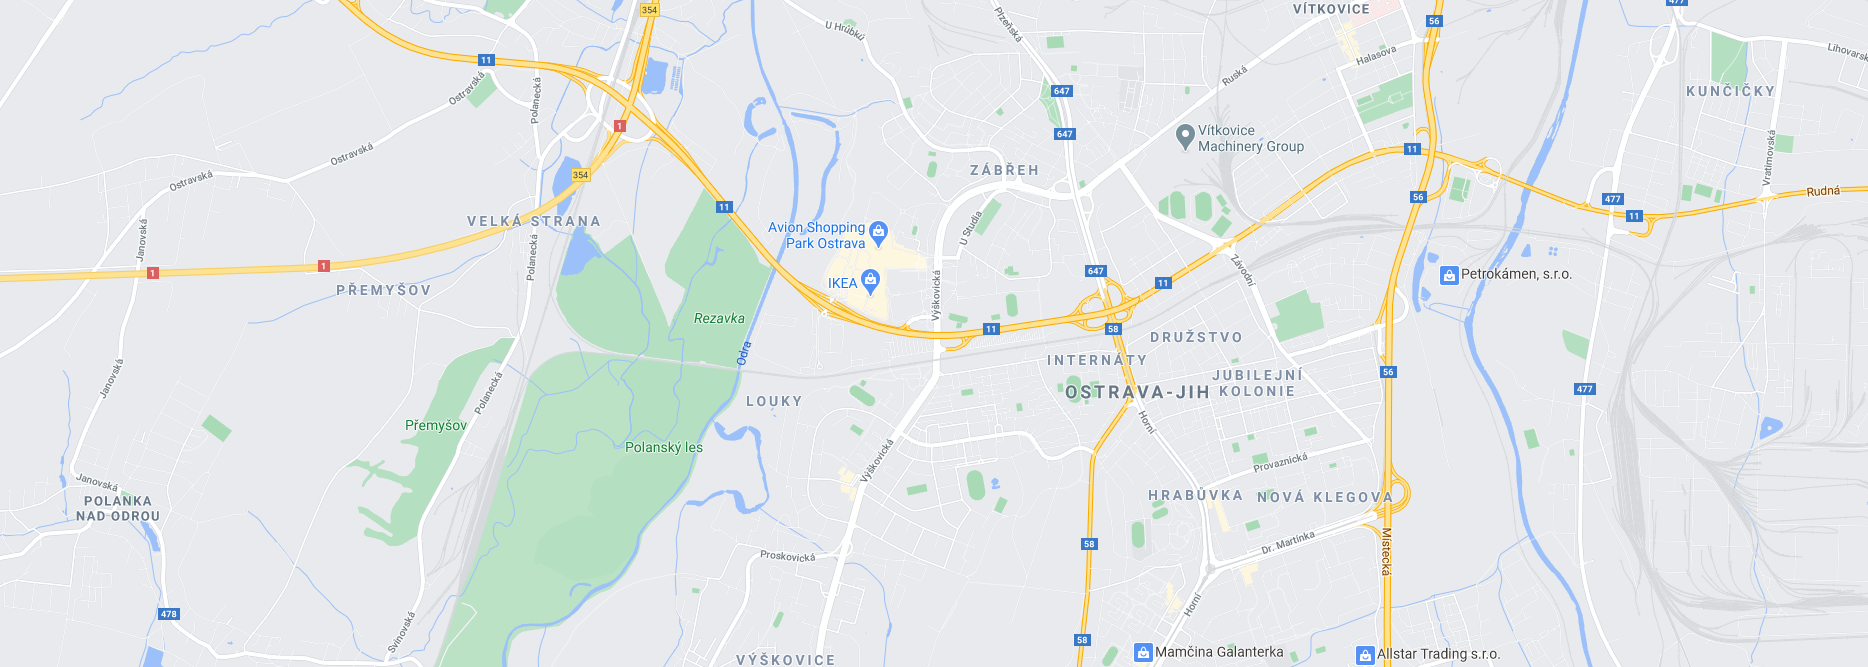 354
477
VÍTKOVICE
56
U Hrůbků
Plzeňská
Halasova
Lihovarsk
11
Ostravská
Polanecká
Ruská
647
KUNČIČKY
1
647
Vítkovice
Machinery Group
11
Ostravská
Vratimovská
354
ZÁBŘEH
Ostravská
Rudná
56
477
11
11
VELKÁ STRANA
Avion Shopping
Park Ostrava
U Studia
Janovská
Polanecká
1
1
647
Závodní
Petrokámen, s.r.o.
IKEA
11
PŘEMYŠOV
Výškovická
Rezavka
11
58
DRUŽSTVO
Odra
INTERNÁTY
56
JUBILEJNÍ
KOLONIE
Janovská
Polanecká
OSTRAVA-JIH
477
LOUKY
Horní
Přemyšov
Polanský les
Výškovická
Provaznická
Janovská
POLANKA
NAD ODROU
HRABŮVKA
NOVÁ KLEGOVA
58
Dr. Martínka
Místecká
Proskovická
Horní
478
Svinovská
58
Mamčina Galanterka
Allstar Trading s.r.o.
VÝŠKOVICE